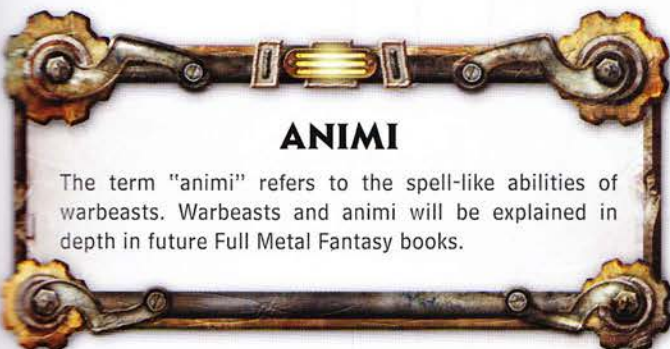 ANIMI
The term "animi" refers to the spell-like abilities of
warbeasts. Warbeasts and animi will be explained in
depth in future Full Metal Fantasy books.